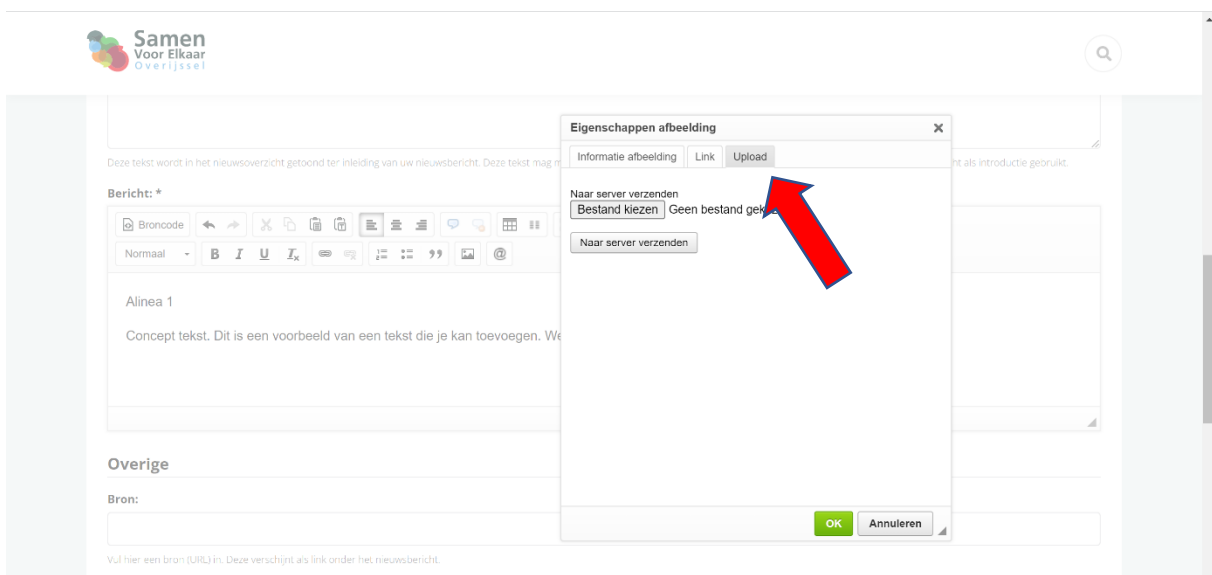 Samen
Voor Elkaar
Overijssel
Deze tekst wordt in het nieuwsoverzicht getoond ter inleiding van uw nieuwsbericht. Deze tekst mag
als introductie gebruikt.
Bericht: *
Broncode
Normaal
B I U Ix
Alinea 1
Concept tekst. Dit is een voorbeeld van een tekst die je kan toevoegen.
Overige
Bron:
Vul hier een bron (URL) in. Deze verschijnt als link onder het nieuwsbericht.
Eigenschappen afbeelding
Informatie afbeelding Link Upload
Naar server verzenden
Bestand kiezen Geen bestand
Naar server verzenden
OK Annuleren